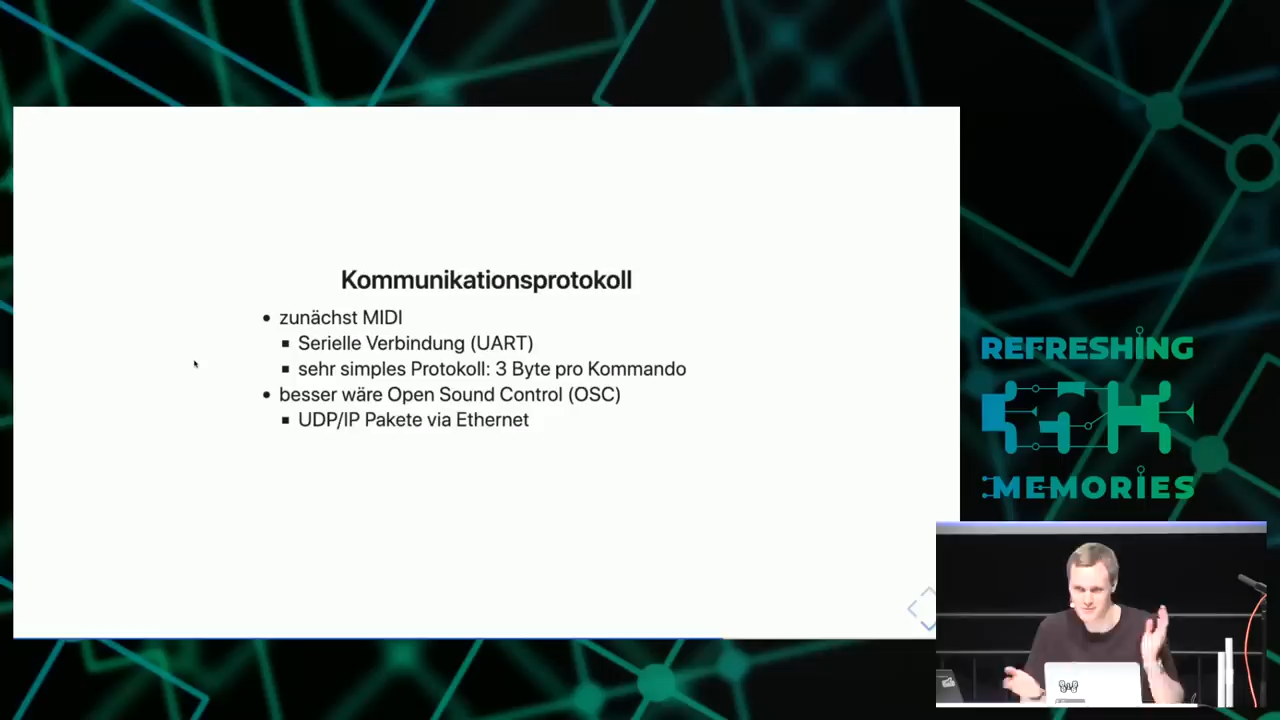 Kommunikationsprotokoll
• zunächst MIDI
▪ Serielle Verbindung (UART)
▪ sehr simples Protokoll: 3 Byte pro Kommando
• besser wäre Open Sound Control (OSC)
▪ UDP/IP Pakete via Ethernet
REFRESHING
MEMORIES